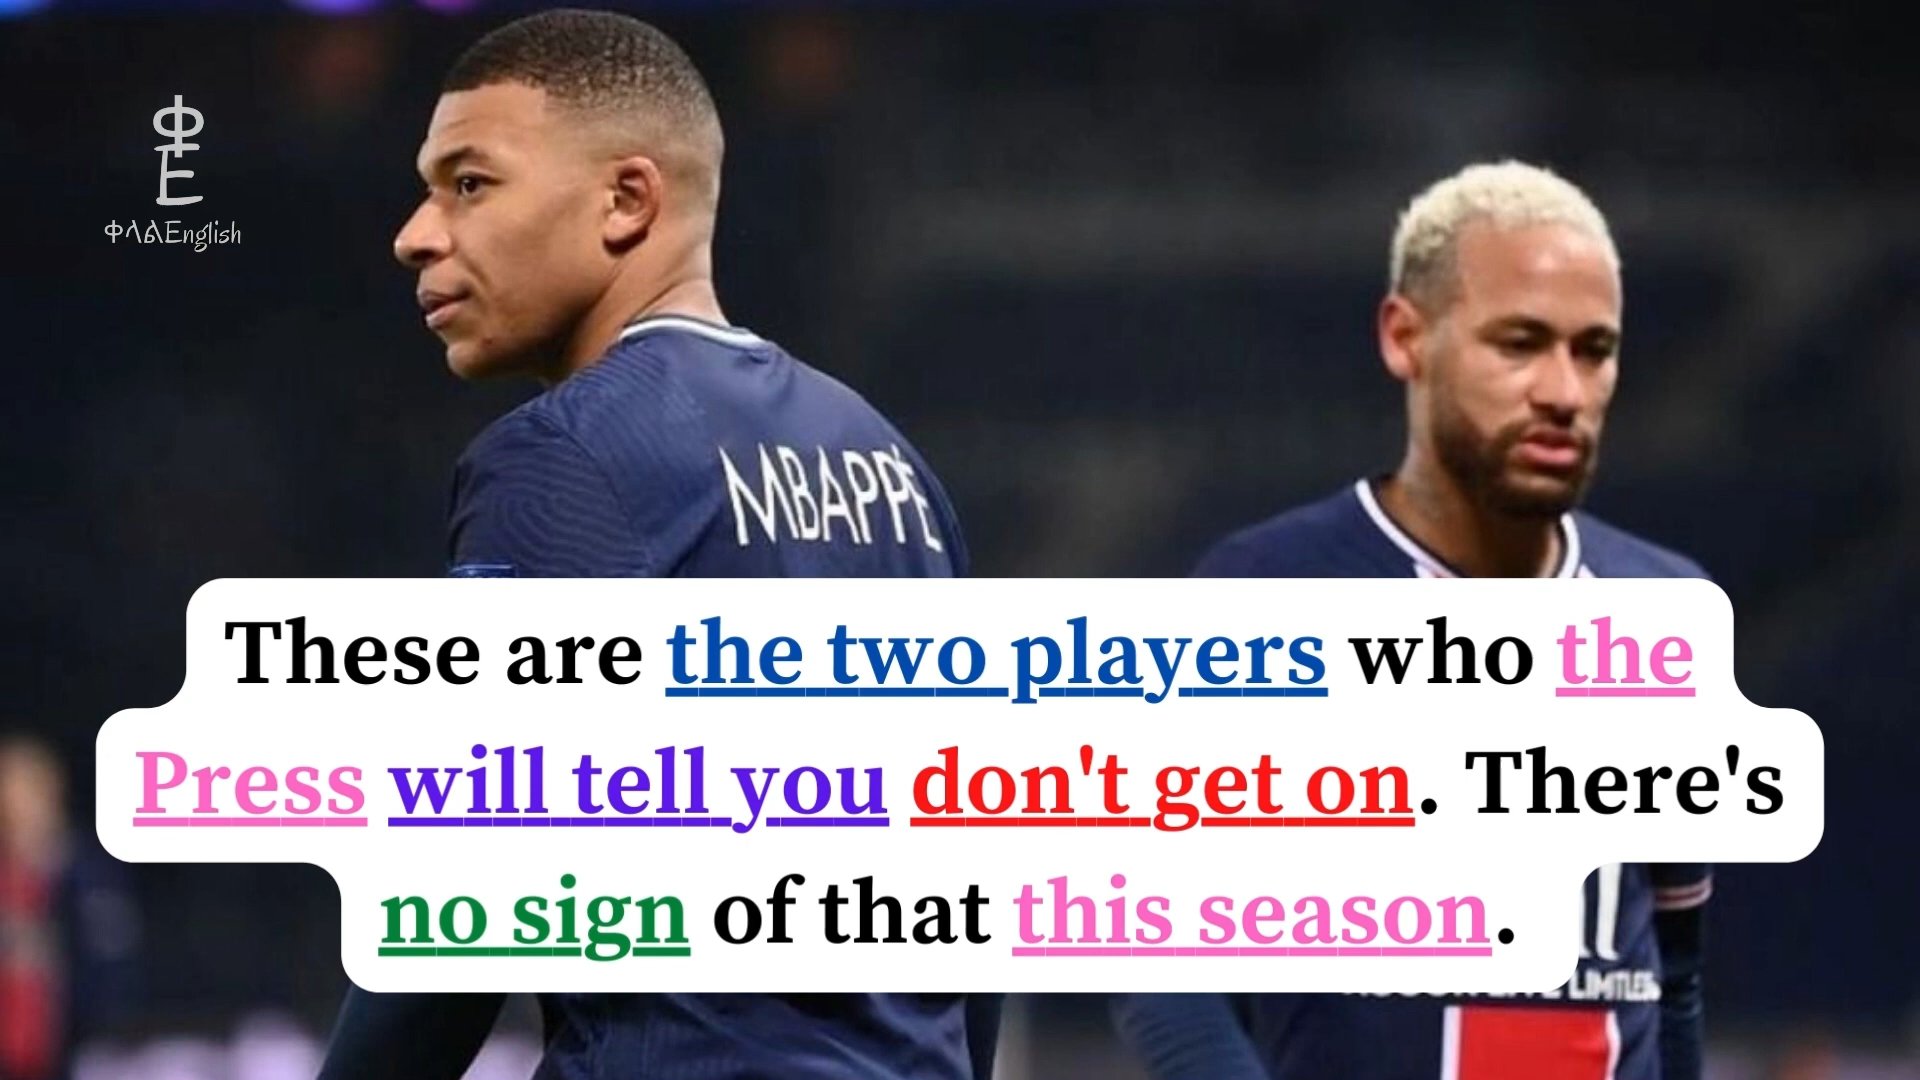 ቀለልEnglish
MBAPPÉ
These are the two players who the
Press will tell you don't get on. There's
no sign of that this season.